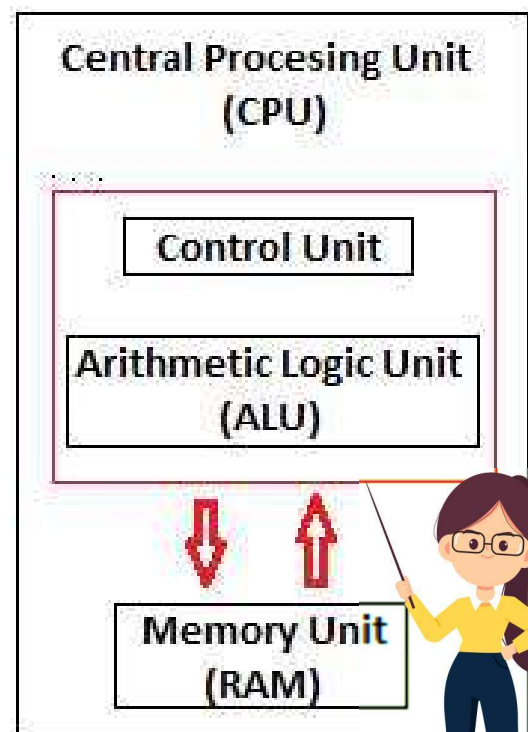 Central Procesing Unit
(CPU)
Control Unit
Arithmetic Logic Unit
(ALU)
Memory Unit
(RAM)